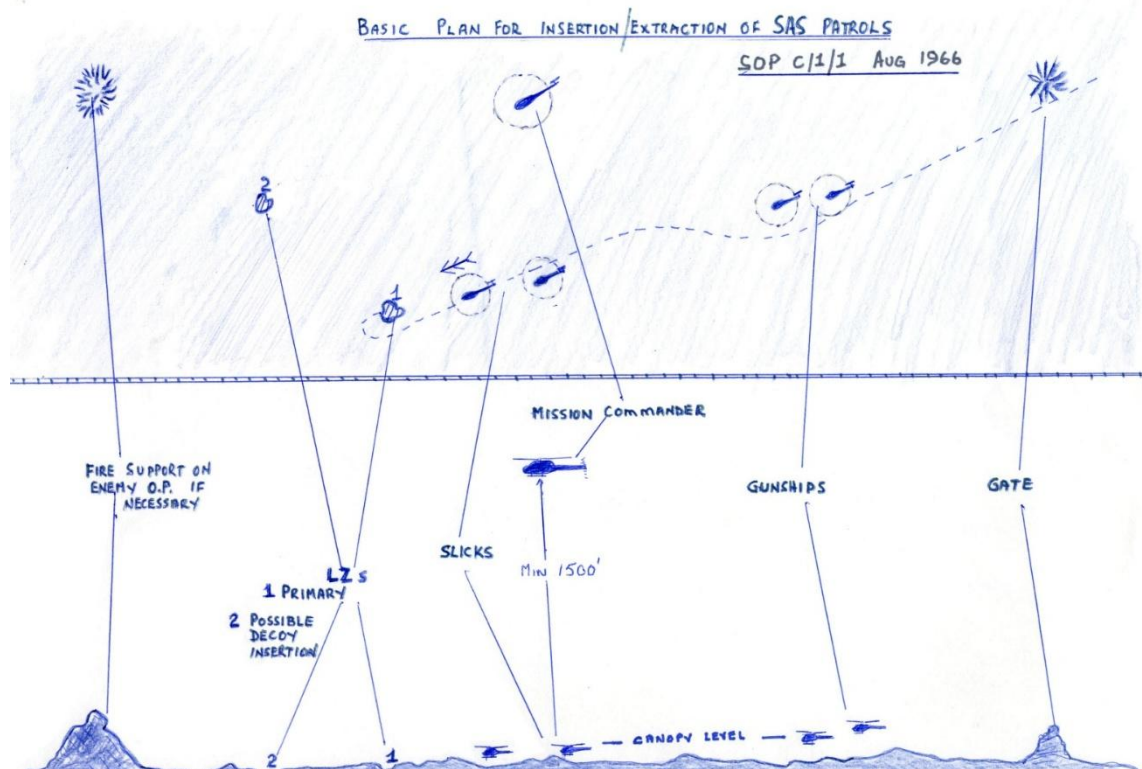 BASIC PLAN FOR INSERTION/EXTRACTION OF SAS PATROLS
SOP C/1/1 AUG 1966
2
1
MISSION COMMANDER
FIRE SUPPORT ON
ENEMY O.P. IF
NECESSARY
GUNSHIPS
GATE
SLICKS
MIN 1500'
LZs
1 PRIMARY
2 POSSIBLE
DECOY
INSERTION
CANOPY LEVEL
2
1